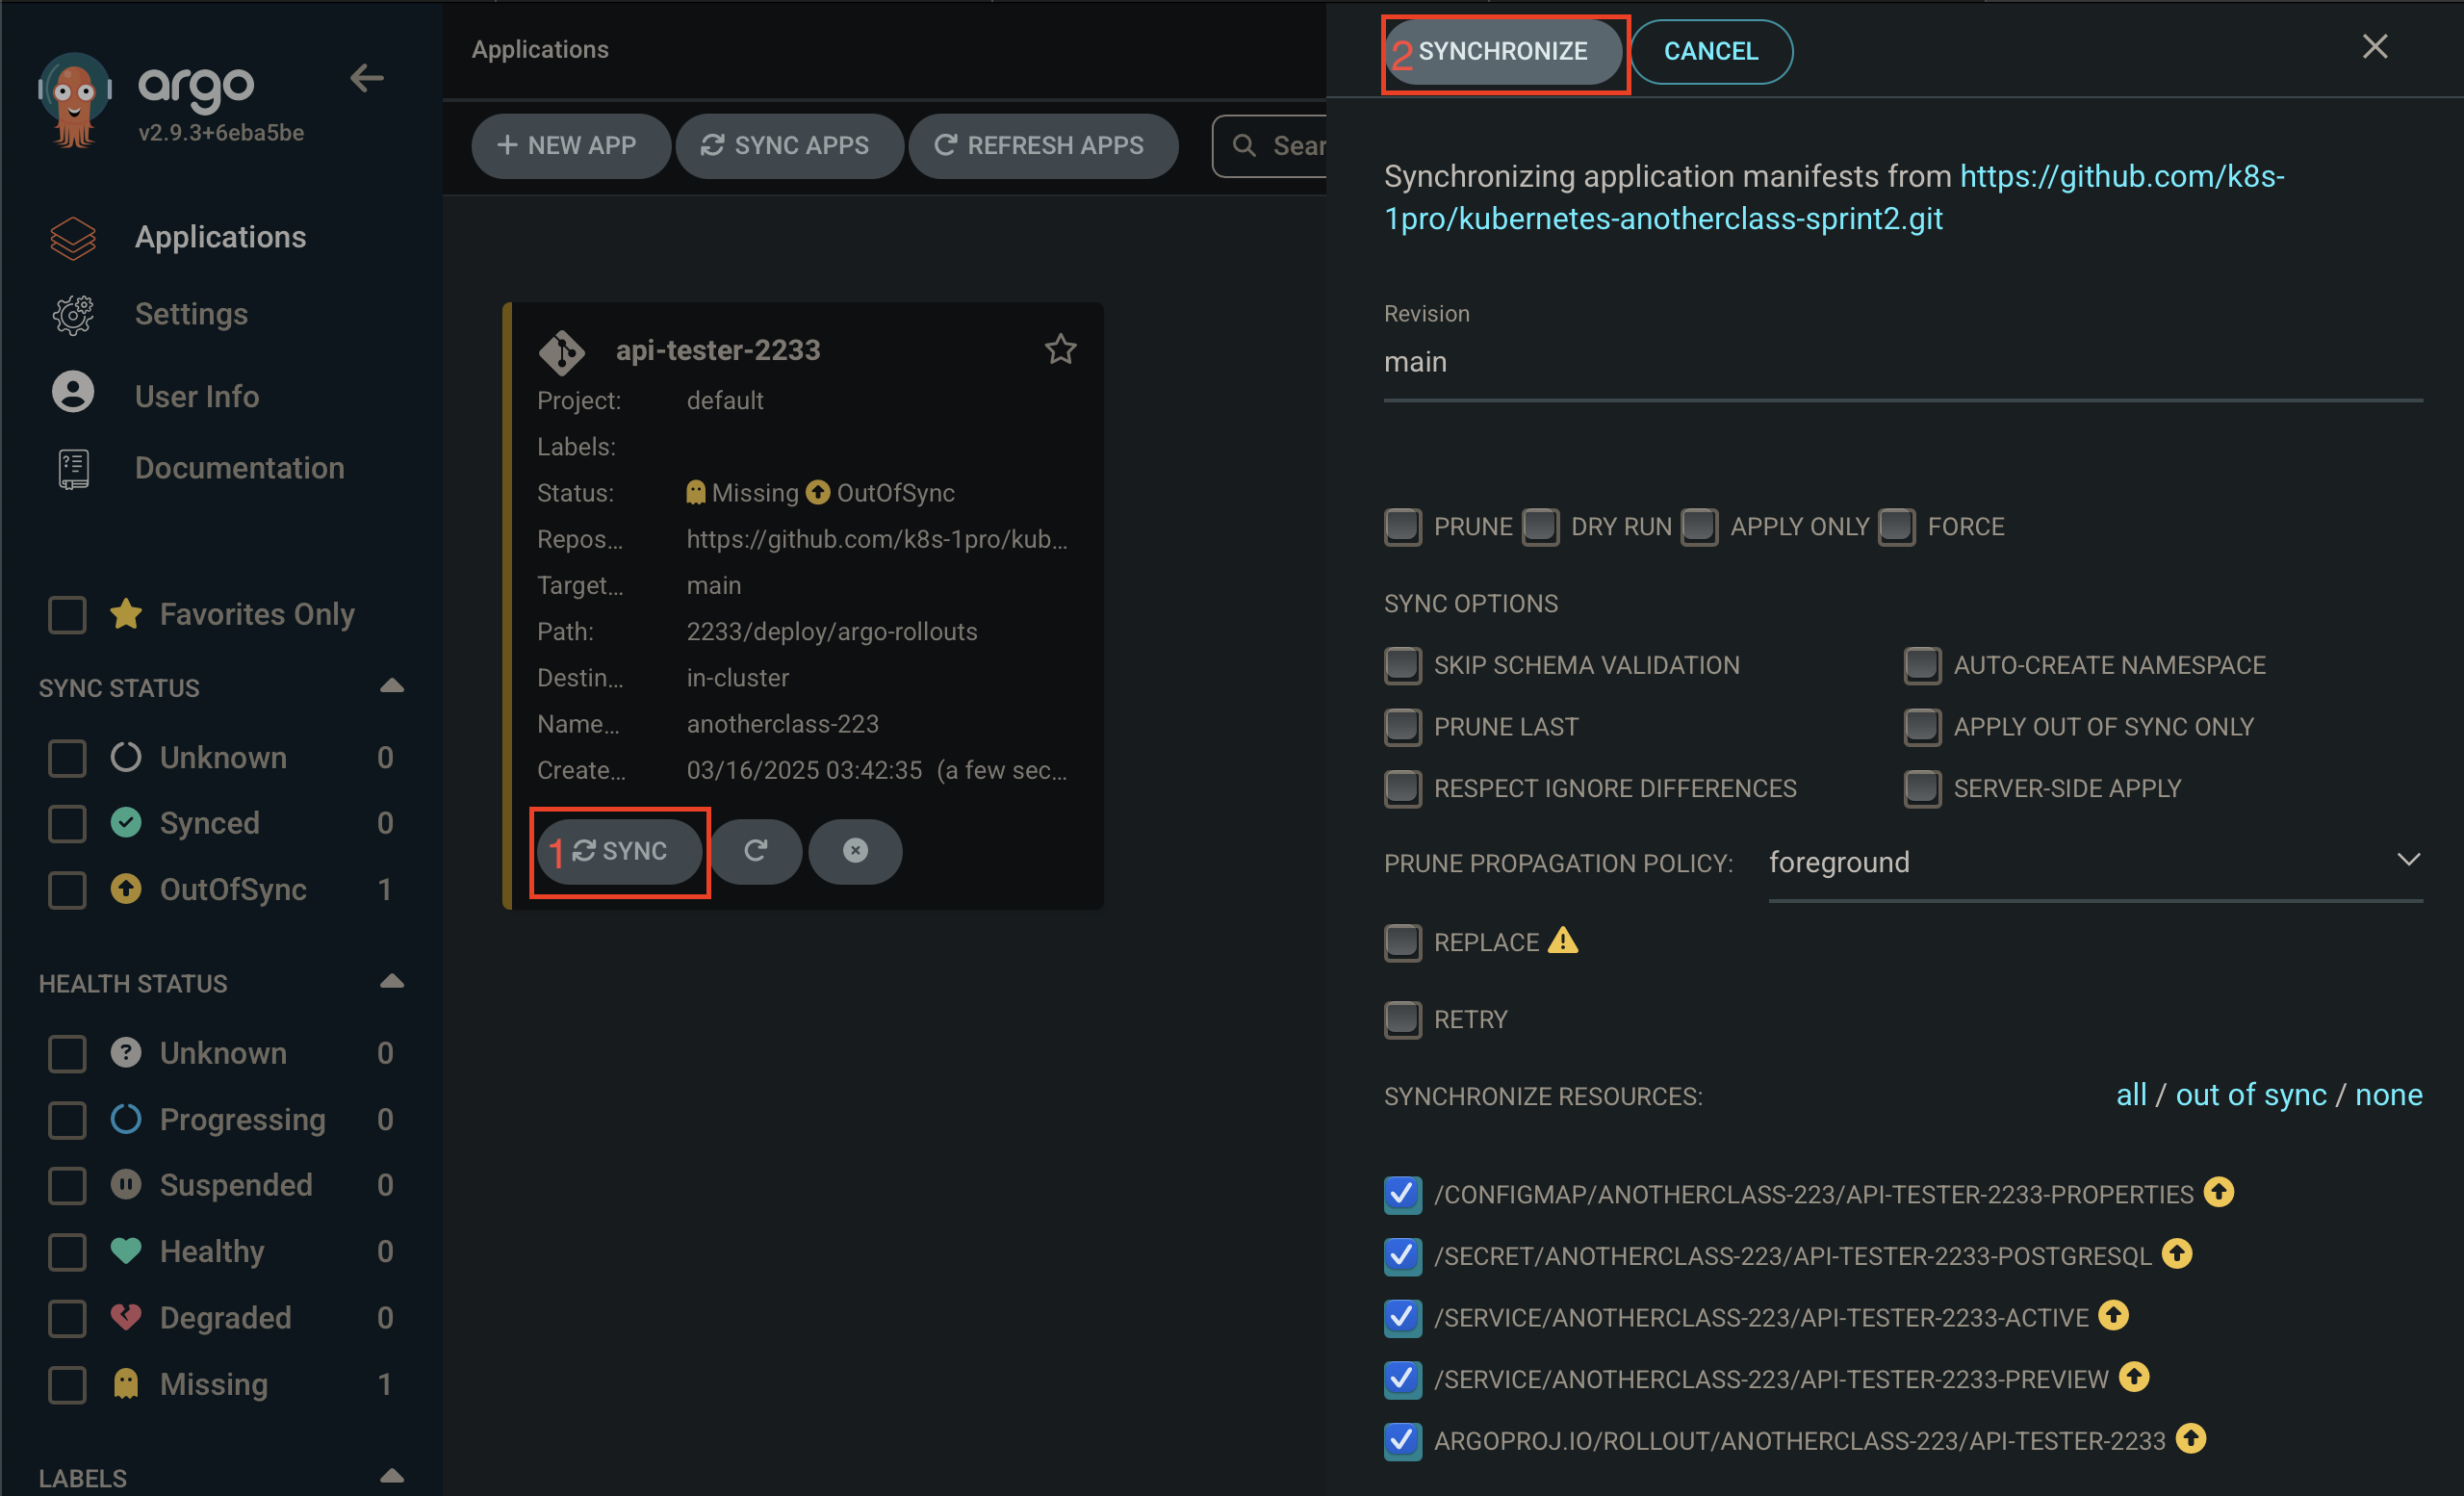 argo
v2.9.3+6eba5be
Applications
Settings
User Info
Documentation
Favorites Only
SYNC STATUS
Unknown 0
Synced 0
OutOfSync 1
HEALTH STATUS
Unknown 0
Progressing 0
Suspended 0
Healthy 0
Degraded 0
Missing 1
LABELS
Applications
+ NEW APP SYNC APPS REFRESH APPS Sear
api-tester-2233
Project: default
Labels:
Status: Missing OutOfSync
Repos... https://github.com/k8s-1pro/kub...
Target... main
Path: 2233/deploy/argo-rollouts
Destin... in-cluster
Name... anotherclass-223
Create... 03/16/2025 03:42:35 (a few sec...
1 SYNC
2 SYNCHRONIZE CANCEL
Synchronizing application manifests from https://github.com/k8s-
1pro/kubernetes-anotherclass-sprint2.git
Revision
main
PRUNE DRY RUN APPLY ONLY FORCE
SYNC OPTIONS
SKIP SCHEMA VALIDATION AUTO-CREATE NAMESPACE
PRUNE LAST APPLY OUT OF SYNC ONLY
RESPECT IGNORE DIFFERENCES SERVER-SIDE APPLY
PRUNE PROPAGATION POLICY: foreground
REPLACE
RETRY
SYNCHRONIZE RESOURCES: all / out of sync / none
/CONFIGMAP/ANOTHERCLASS-223/API-TESTER-2233-PROPERTIES
/SECRET/ANOTHERCLASS-223/API-TESTER-2233-POSTGRESQL
/SERVICE/ANOTHERCLASS-223/API-TESTER-2233-ACTIVE
/SERVICE/ANOTHERCLASS-223/API-TESTER-2233-PREVIEW
ARGOPROJ.IO/ROLLOUT/ANOTHERCLASS-223/API-TESTER-2233